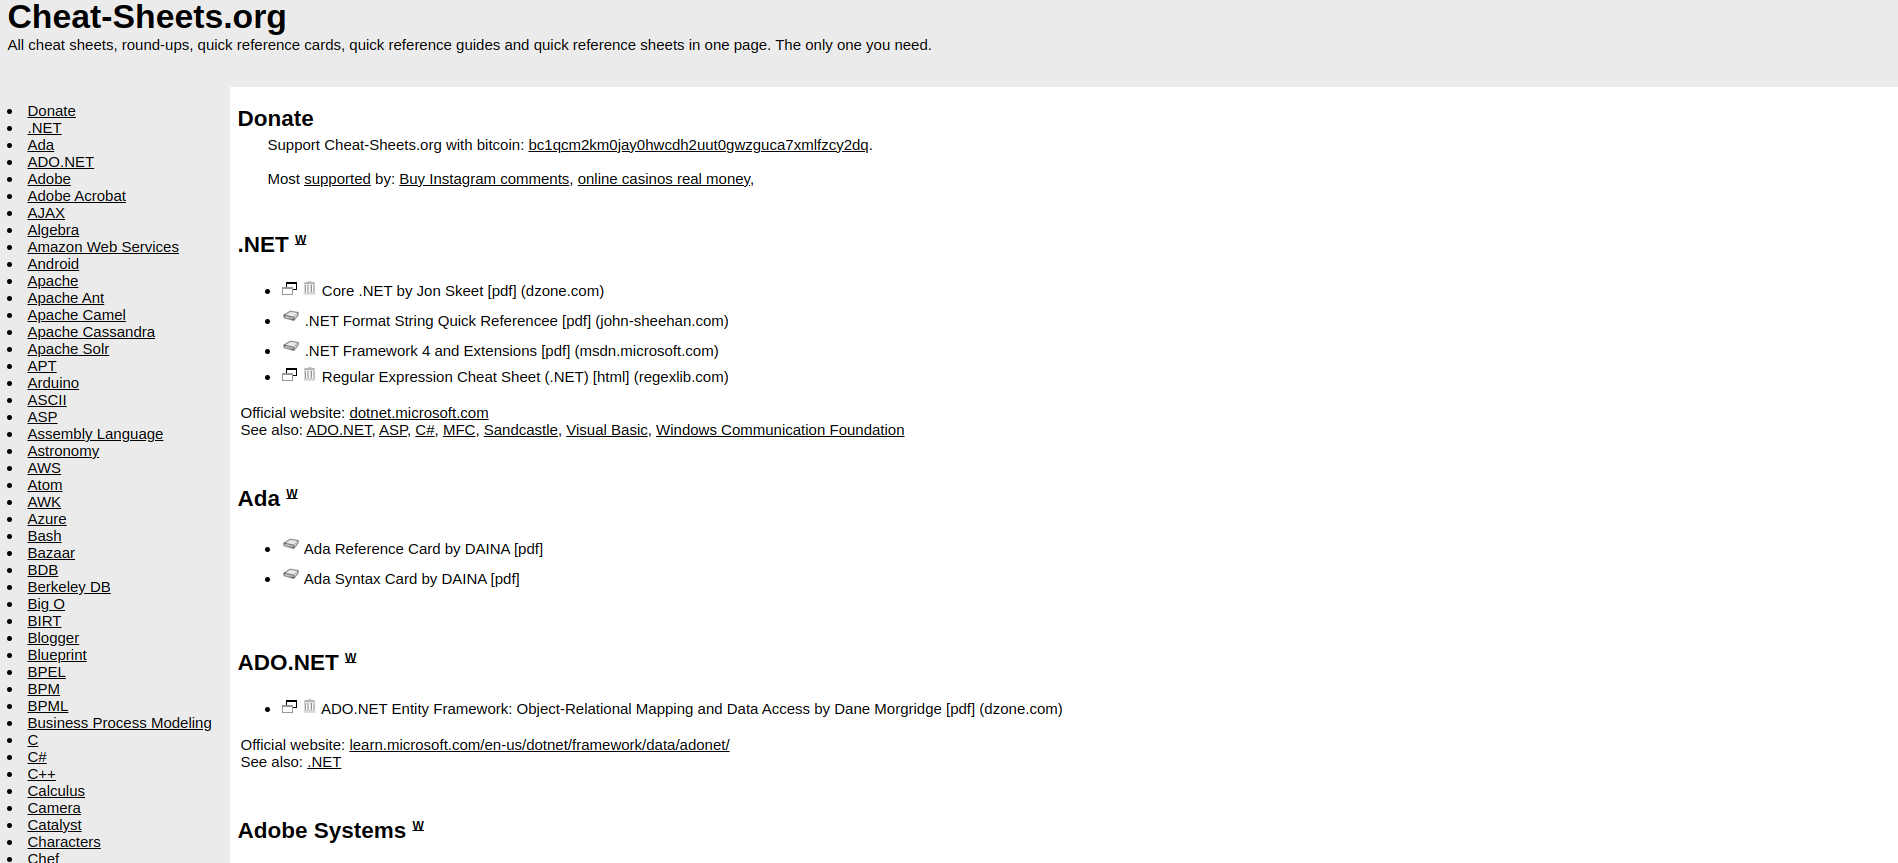 Cheat-Sheets.org
All cheat sheets, round-ups, quick reference cards, quick reference guides and quick reference sheets in one page. The only one you need.
Donate
.NET
Ada
ADO.NET
Adobe
Adobe Acrobat
AJAX
Algebra
Amazon Web Services
Android
Apache
Apache Ant
Apache Camel
Apache Cassandra
Apache Solr
APT
Arduino
ASCII
ASP
Assembly Language
Astronomy
AWS
Atom
AWK
Azure
Bash
Bazaar
BDB
Berkeley DB
Big O
BIRT
Blogger
Blueprint
BPEL
BPM
BPML
Business Process Modeling
C
C#
C++
Calculus
Camera
Catalyst
Characters
Chef
Donate
Support Cheat-Sheets.org with bitcoin: bc1qcm2km0jay0hwcdh2uut0gwzguca7xmlfzcy2dq.
Most supported by: Buy Instagram comments, online casinos real money,
.NET W
Core .NET by Jon Skeet [pdf] (dzone.com)
.NET Format String Quick Referencee [pdf] (john-sheehan.com)
.NET Framework 4 and Extensions [pdf] (msdn.microsoft.com)
Regular Expression Cheat Sheet (.NET) [html] (regexlib.com)
Official website: dotnet.microsoft.com
See also: ADO.NET, ASP, C#, MFC, Sandcastle, Visual Basic, Windows Communication Foundation
Ada W
Ada Reference Card by DAINA [pdf]
Ada Syntax Card by DAINA [pdf]
ADO.NET W
ADO.NET Entity Framework: Object-Relational Mapping and Data Access by Dane Morgridge [pdf] (dzone.com)
Official website: learn.microsoft.com/en-us/dotnet/framework/data/adonet/
See also: .NET
Adobe Systems W